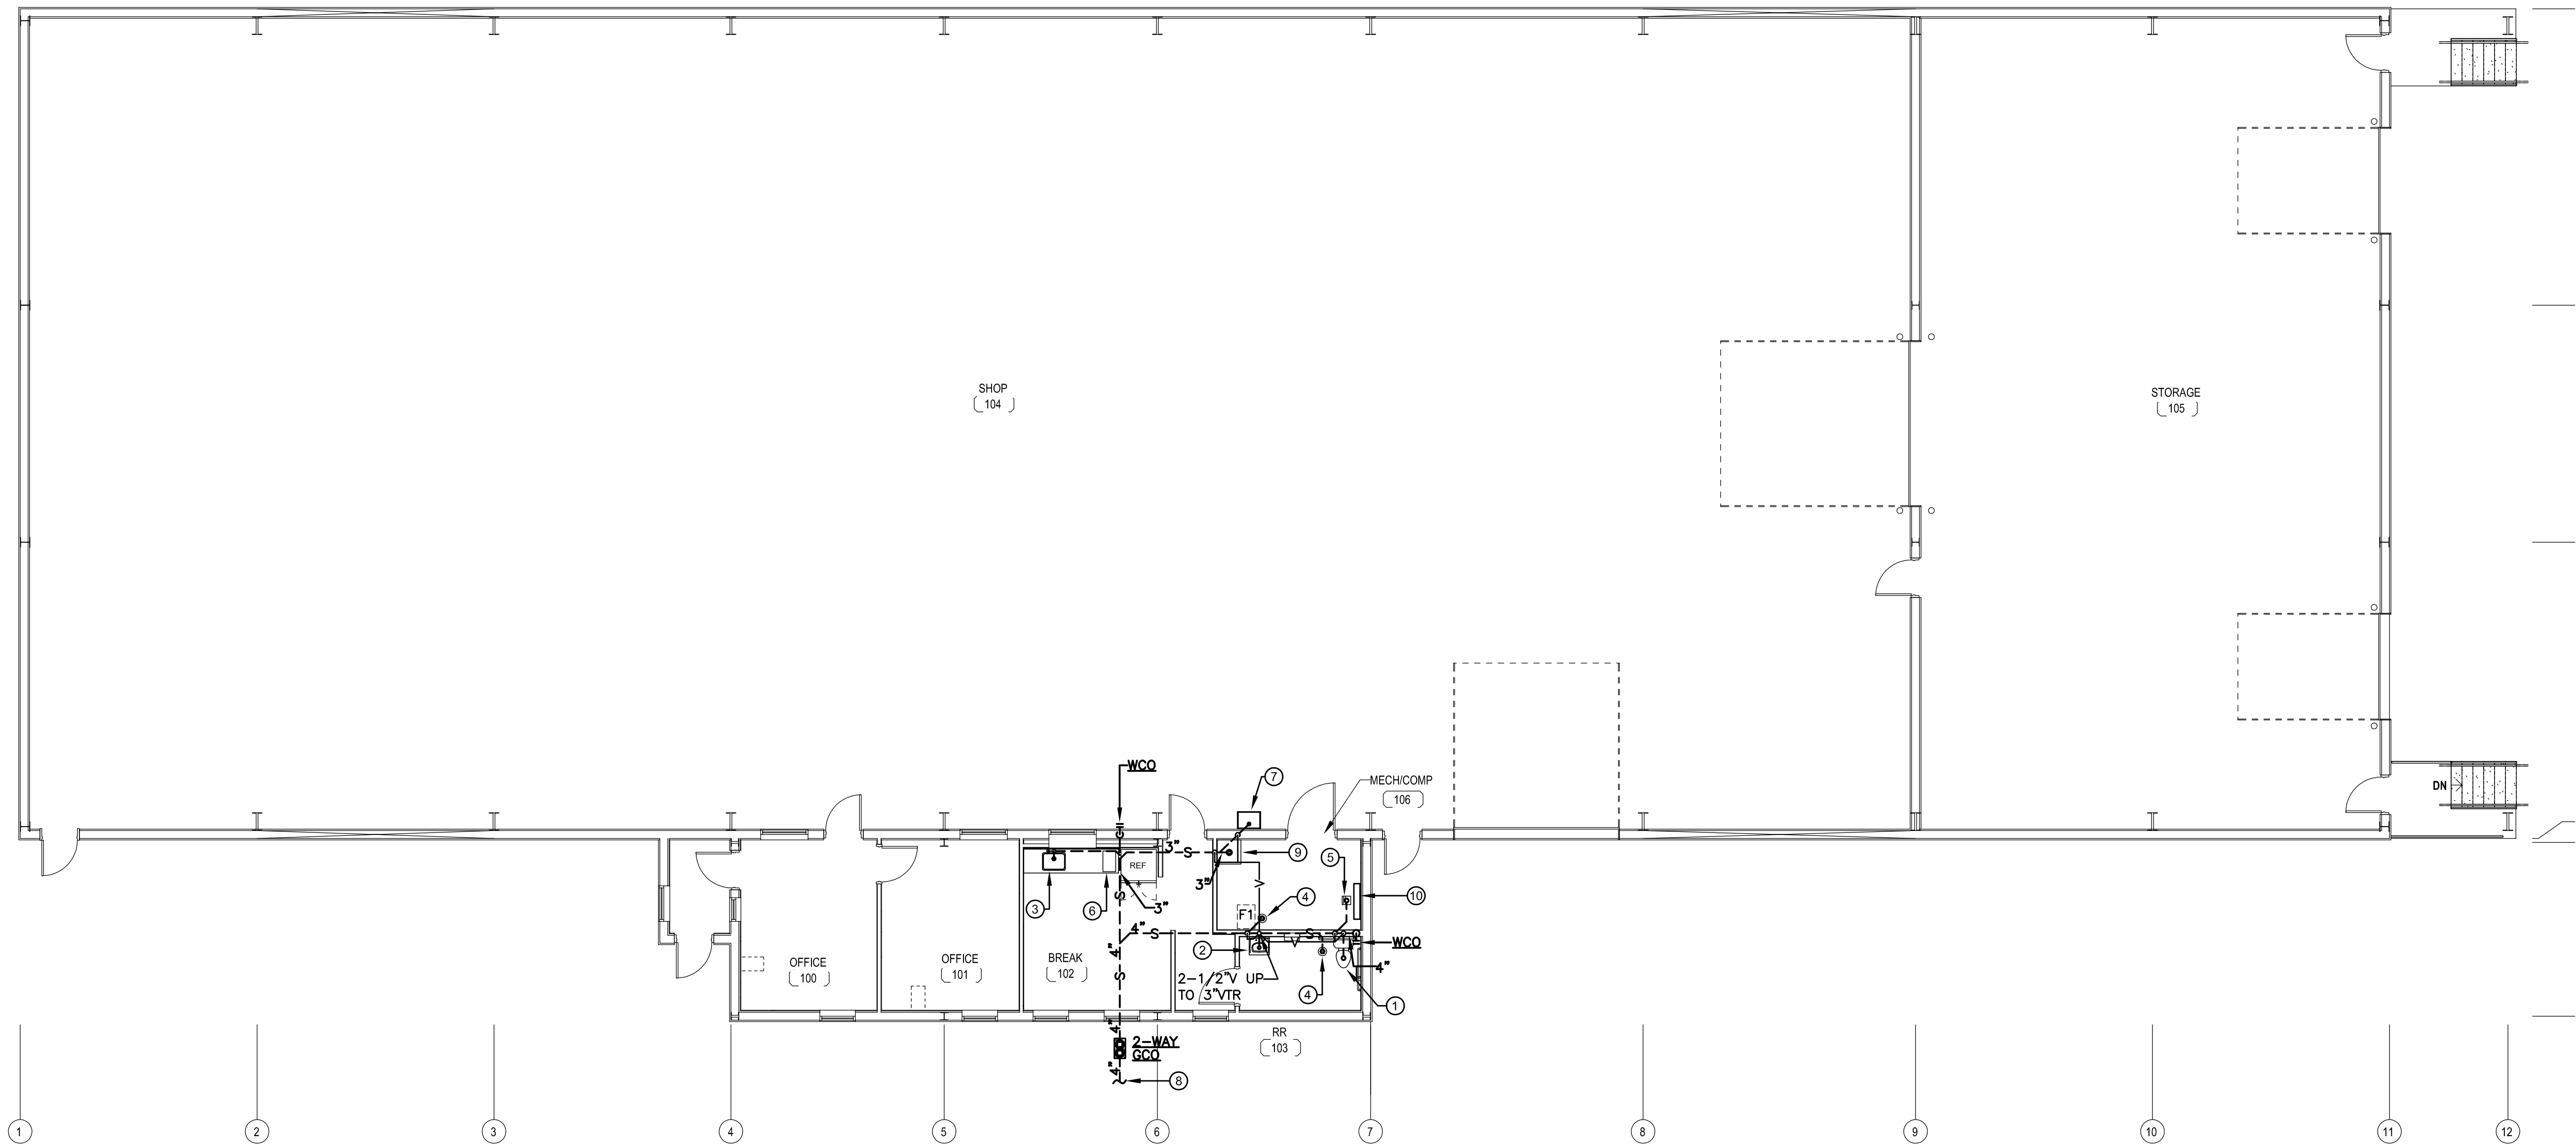 SHOP
104
STORAGE
105
WCO
7
MECH/COMP
106
DN
3" S
9
5
REF
3"
V
S
3
6
3"
F1
4
10
4" S
S
WCO
V
2
4"
4"
OFFICE
100
OFFICE
101
BREAK
102
S
2-1/2"V UP
TO 3"VTR
4
1
4"
RR
103
2-WAY
GCO
4"
8
1
2
3
4
5
6
7
8
9
10
11
12